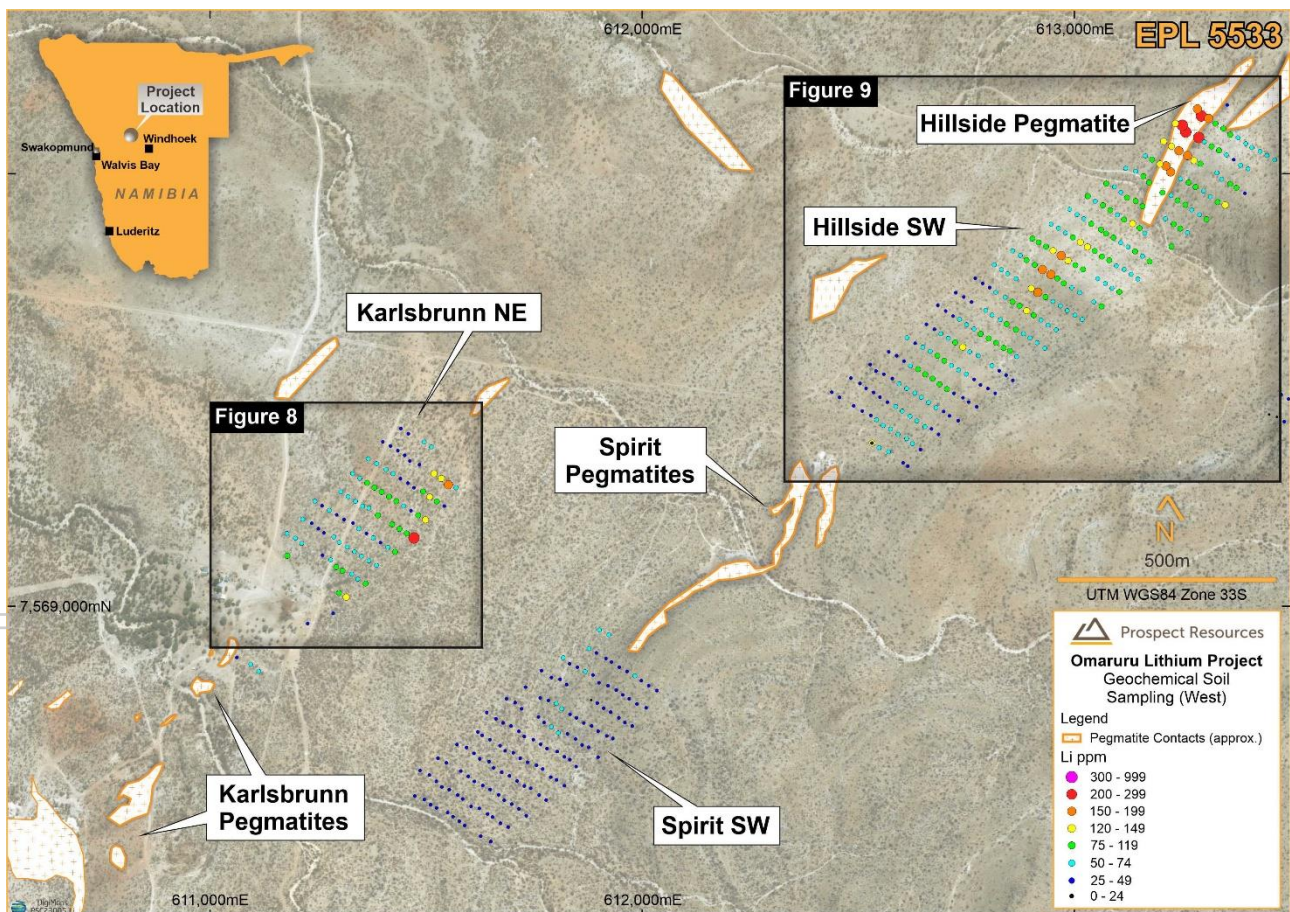 612,000mE
613,000mE
EPL 5533
Project
Location
Windhoek
Swakopmund
Walvis Bay
NAMIBIA
Luderitz
Figure 9
Hillside Pegmatite
Hillside SW
Karlsbrunn NE
Figure 8
Spirit
Pegmatites
N
500m
UTM WGS84 Zone 33S
7,569,000mN
Prospect Resources
Omaruru Lithium Project
Geochemical Soil
Sampling (West)
Legend
Pegmatite Contacts (approx.)
Li ppm
300 - 999
200 - 299
150 - 199
120 - 149
75 - 119
50 - 74
25 - 49
0 - 24
Karlsbrunn
Pegmatites
Spirit SW
611,000mE
612,000mE